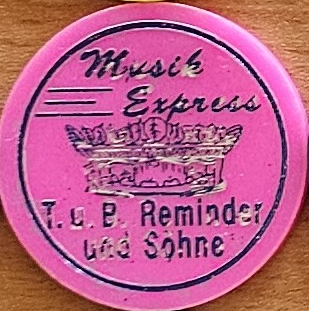 Musik
Express
T. u. B. Reminder
und Söhne